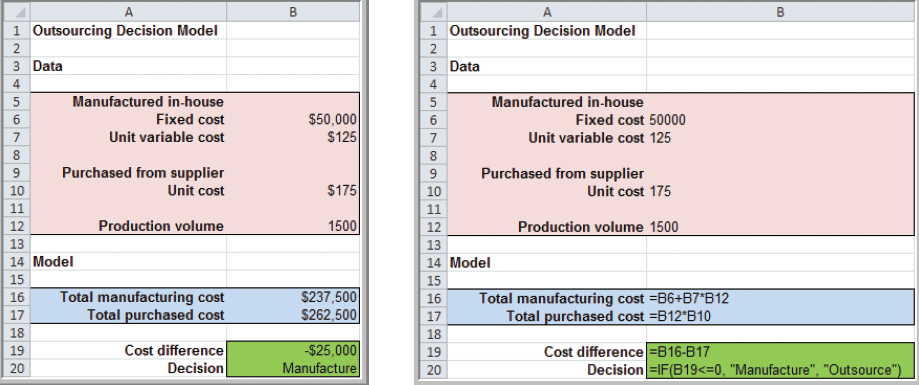 A B
1 Outsourcing Decision Model
2
3 Data
4
5 Manufactured in-house
6 Fixed cost $50,000
7 Unit variable cost $125
8
9 Purchased from supplier
10 Unit cost $175
11
12 Production volume 1500
13
14 Model
15
16 Total manufacturing cost $237,500
17 Total purchased cost $262,500
18
19 Cost difference -$25,000
20 Decision Manufacture
A B
1 Outsourcing Decision Model
2
3 Data
4
5 Manufactured in-house
6 Fixed cost 50000
7 Unit variable cost 125
8
9 Purchased from supplier
10 Unit cost 175
11
12 Production volume 1500
13
14 Model
15
16 Total manufacturing cost =B6+B7*B12
17 Total purchased cost =B12*B10
18
19 Cost difference =B16-B17
20 Decision =IF(B19<=0, "Manufacture", "Outsource")